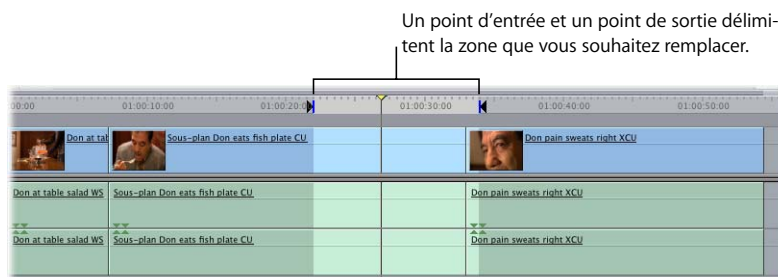 Un point d'entrée et un point de sortie délimi-
tent la zone que vous souhaitez remplacer.
00:00 01:00:10:00 01:00:20:0 01:00:30:00 01:00:40:00 01:00:50:00
Don at tab Sous-plan Don eats fish plate CU Don pain sweats right XCU
Don at table salad WS Sous-plan Don eats fish plate CU Don pain sweats right XCU
Don at table salad WS Sous-plan Don eats fish plate CU Don pain sweats right XCU